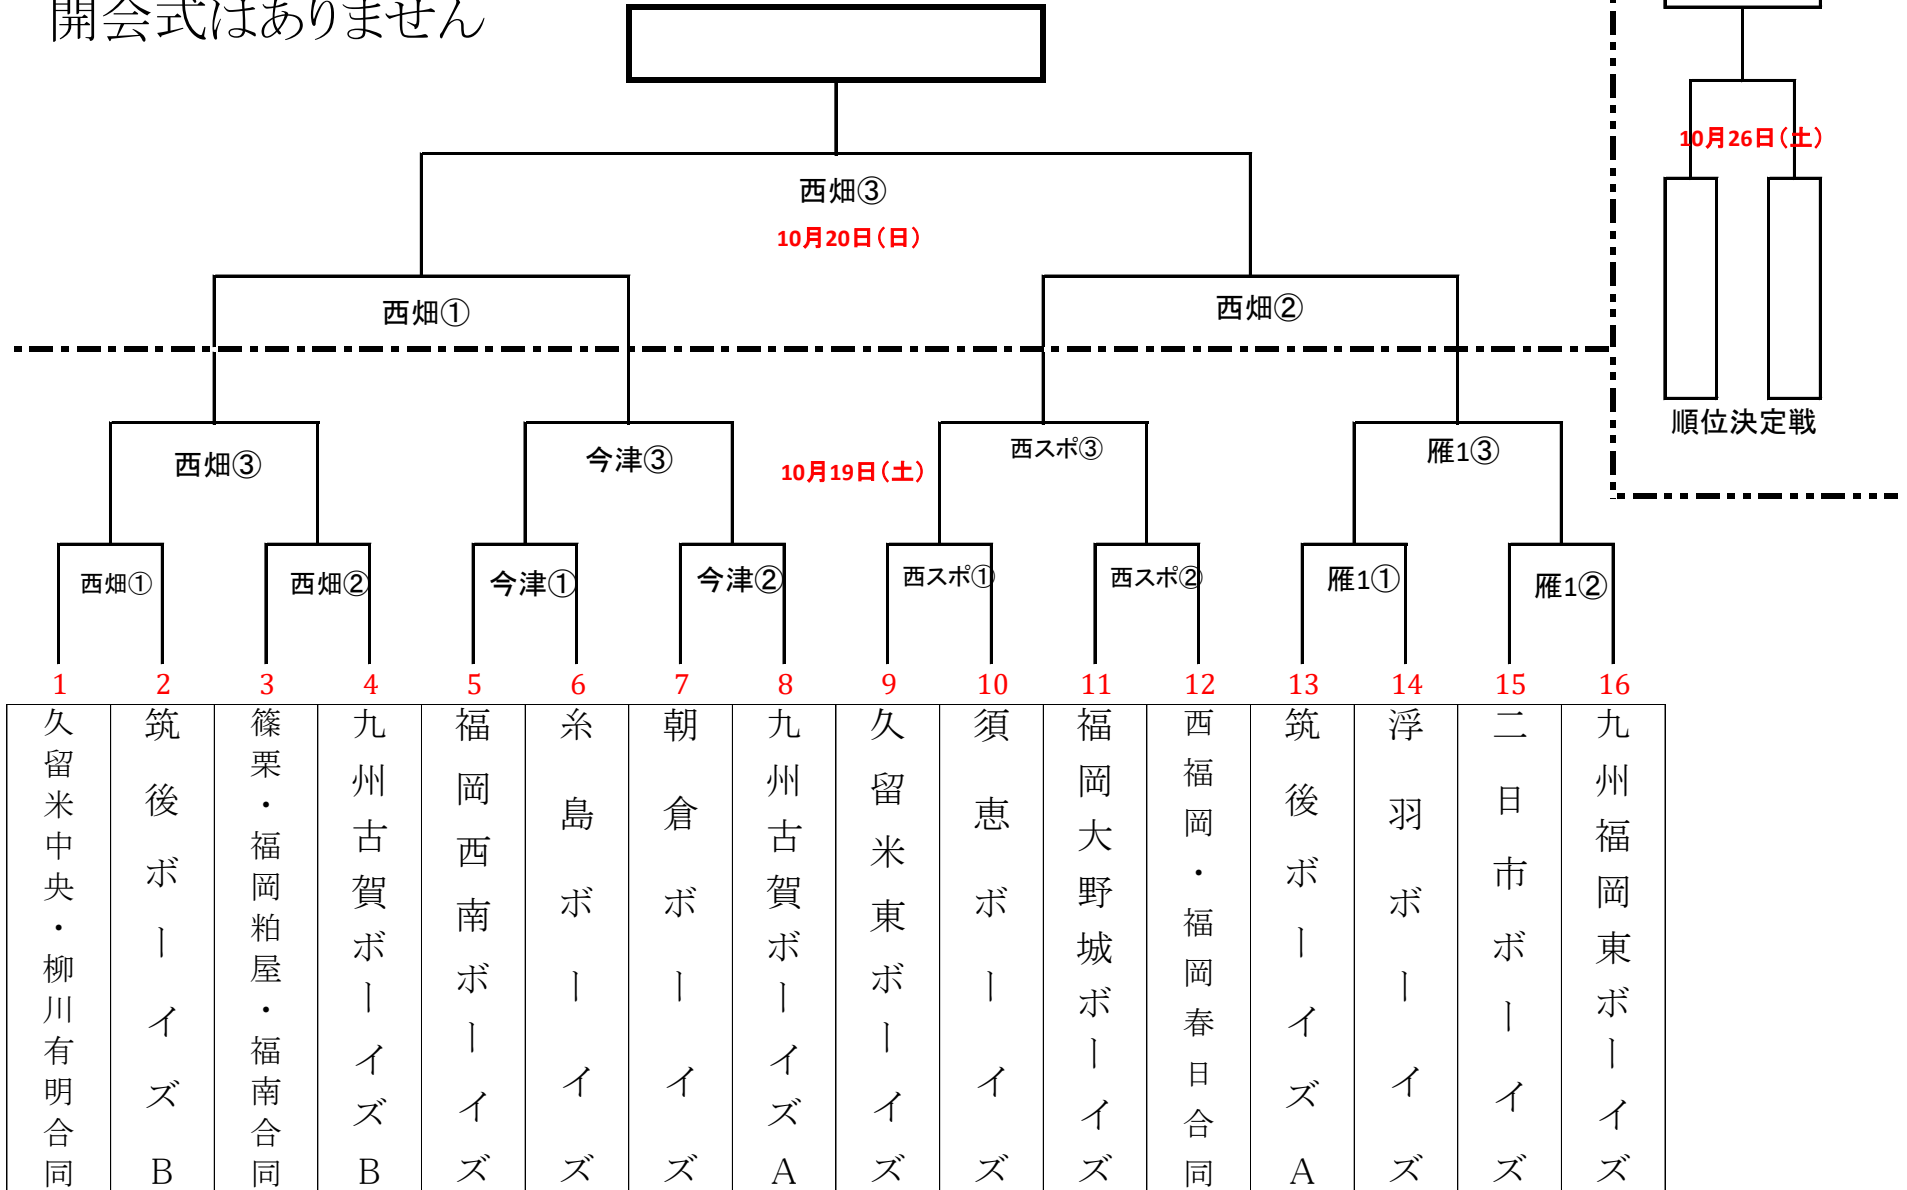 開会式はありません
10月26日(土)
西畑③
10月20日(日)
西畑①
西畑②
順位決定戦
西畑③
今津③
10月19日(土)
西スポ③
雁1③
西畑①
西畑②
今津①
今津②
西スポ①
西スポ②
雁1①
雁1②
1 2 3 4 5 6 7 8 9 10 11 12 13 14 15 16
久留米中央・柳川有明合同
筑後ボーイズB
篠栗・福岡粕屋・福南合同
九州古賀ボーイズB
福岡西南ボーイズ
糸島ボーイズ
朝倉ボーイズ
九州古賀ボーイズA
久留米東ボーイズ
須恵ボーイズ
福岡大野城ボーイズ
西福岡・福岡春日合同
筑後ボーイズA
浮羽ボーイズ
二日市ボーイズ
九州福岡東ボーイズ